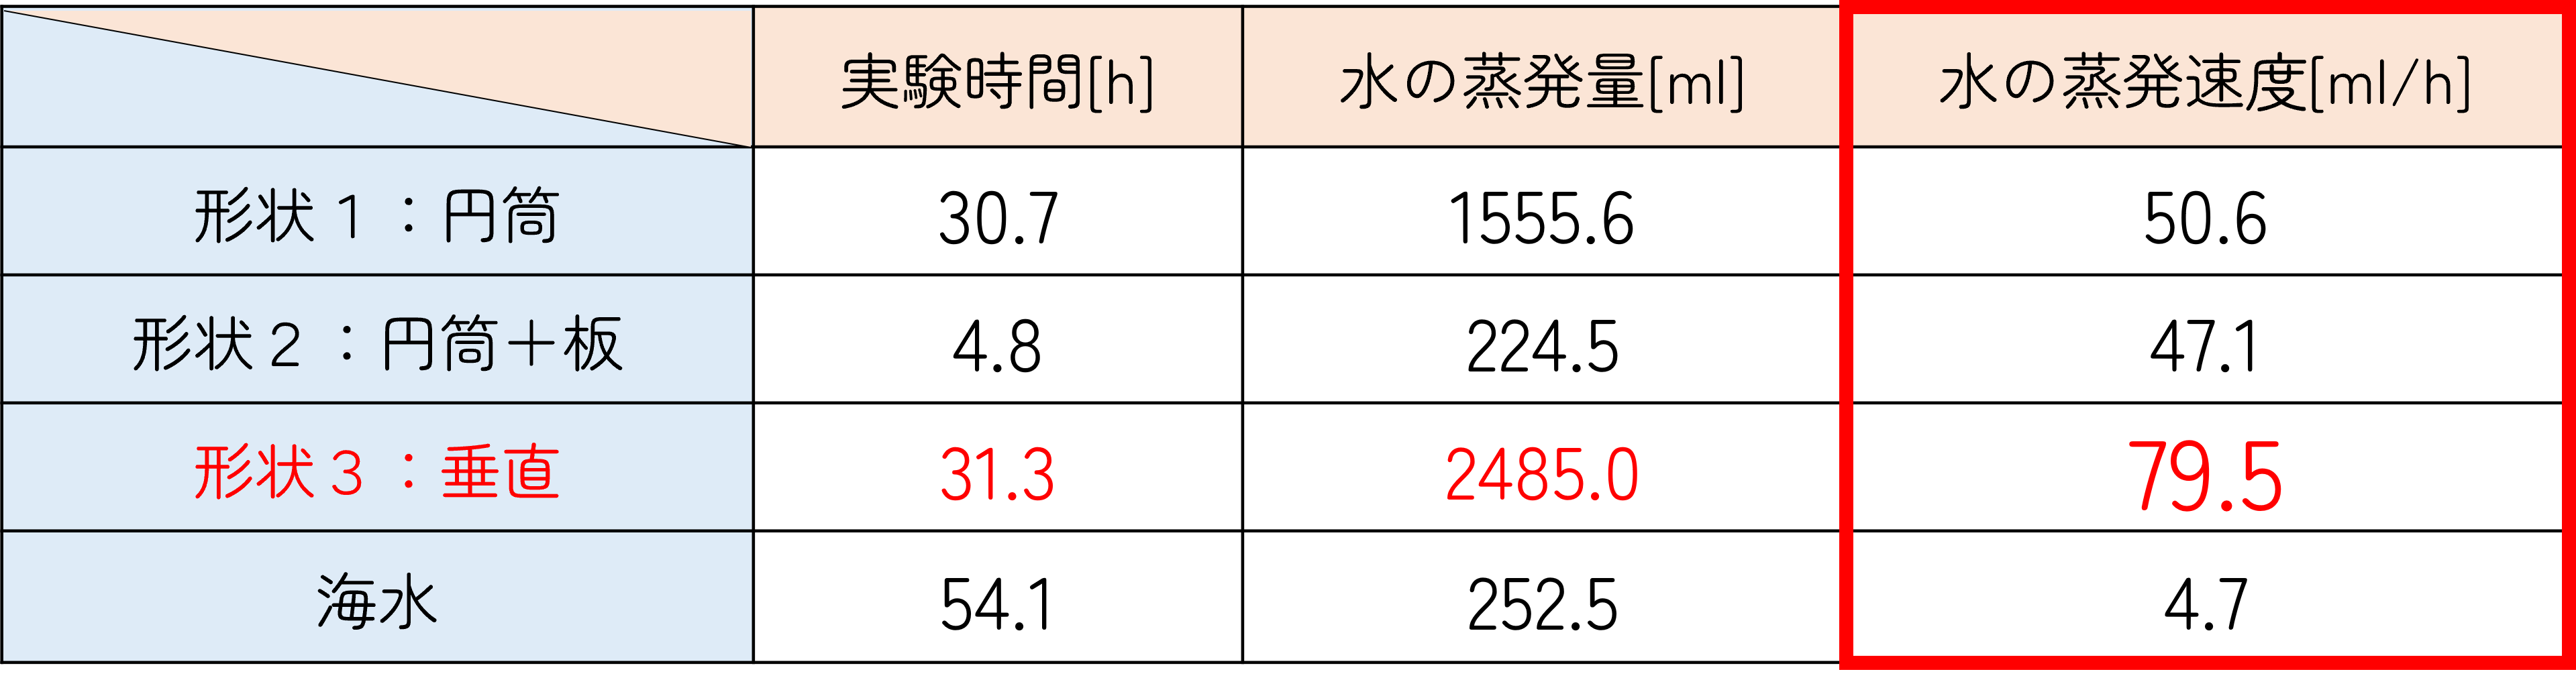 実験時間[h] 水の蒸発量[ml] 水の蒸発速度[ml/h]
形状１：円筒 30.7 1555.6 50.6
形状２：円筒＋板 4.8 224.5 47.1
形状３：垂直 31.3 2485.0 79.5
海水 54.1 252.5 4.7